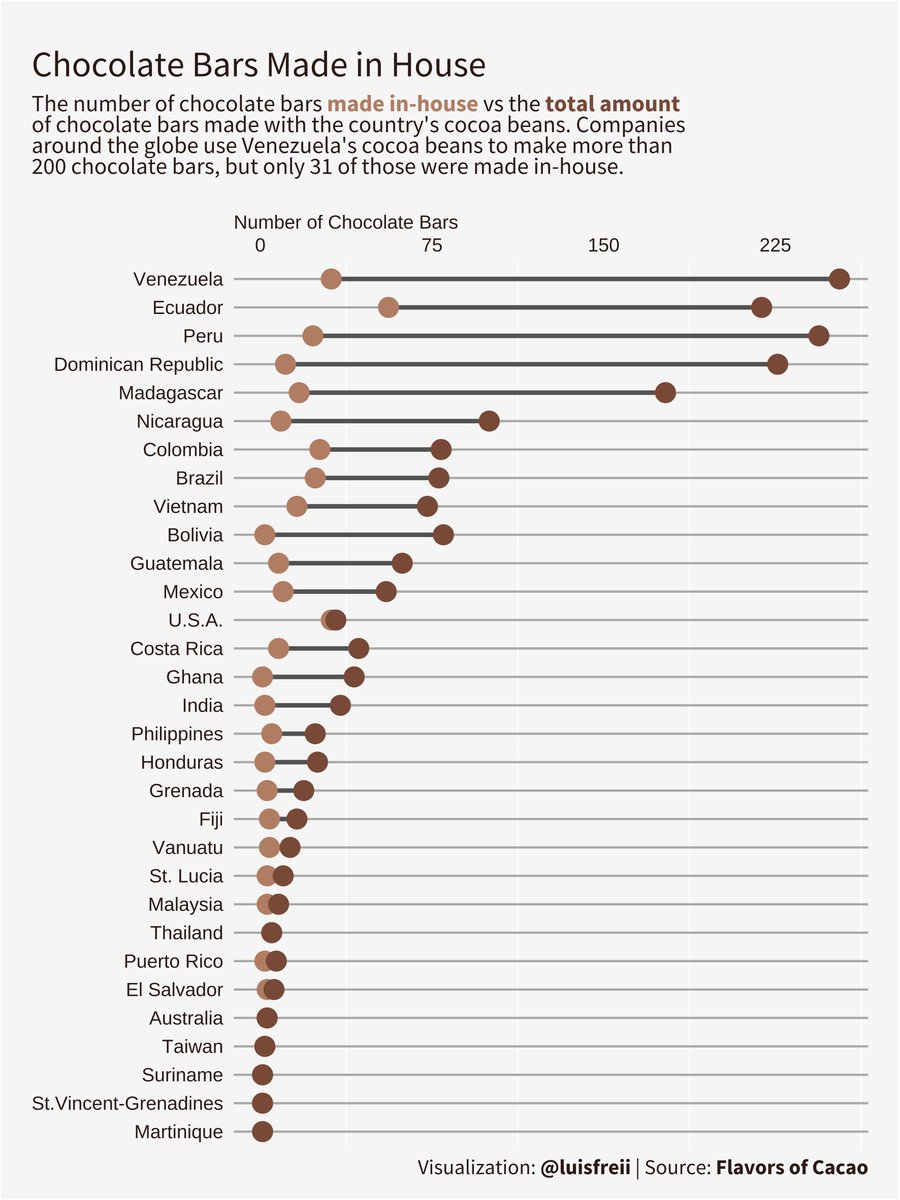 Chocolate Bars Made in House
The number of chocolate bars made in-house vs the total amount
of chocolate bars made with the country's cocoa beans. Companies
around the globe use Venezuela's cocoa beans to make more than
200 chocolate bars, but only 31 of those were made in-house.
Number of Chocolate Bars
0 75 150 225
Venezuela
Ecuador
Peru
Dominican Republic
Madagascar
Nicaragua
Colombia
Brazil
Vietnam
Bolivia
Guatemala
Mexico
U.S.A.
Costa Rica
Ghana
India
Philippines
Honduras
Grenada
Fiji
Vanuatu
St. Lucia
Malaysia
Thailand
Puerto Rico
El Salvador
Australia
Taiwan
Suriname
St.Vincent-Grenadines
Martinique
Visualization: @luisfreii | Source: Flavors of Cacao